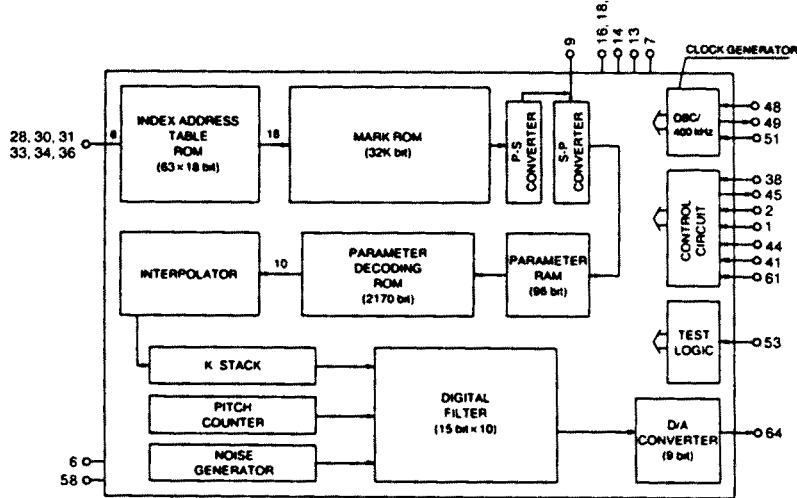 9
16, 18,
14
13
7
CLOCK GENERATOR
28, 30, 31
33, 34, 36
6
INDEX ADDRESS
TABLE
ROM
(63 × 18 bit)
18
MARK ROM
(32K bit)
P-S
CONVERTER
S-P
CONVERTER
OSC/
400 kHz
48
49
51
INTERPOLATOR
10
PARAMETER
DECODING
ROM
(2170 bit)
PARAMETER
RAM
(96 bit)
CONTROL
CIRCUIT
38
45
2
1
44
41
61
TEST
LOGIC
53
K STACK
PITCH
COUNTER
NOISE
GENERATOR
DIGITAL
FILTER
(15 bit × 10)
D/A
CONVERTER
(9 bit)
64
6
58